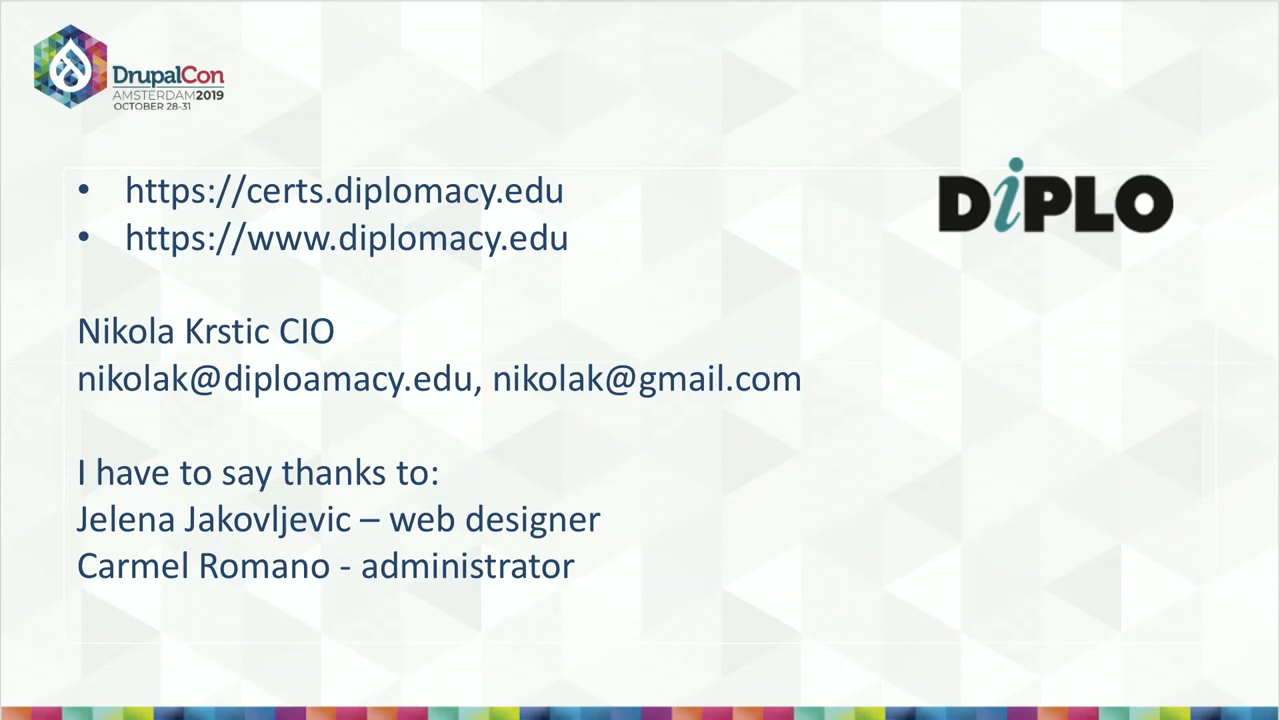 DrupalCon
AMSTERDAM2019
OCTOBER 28-31
DiPLO
• https://certs.diplomacy.edu
• https://www.diplomacy.edu
Nikola Krstic CIO
nikolak@diploamacy.edu, nikolak@gmail.com
I have to say thanks to:
Jelena Jakovljevic – web designer
Carmel Romano - administrator